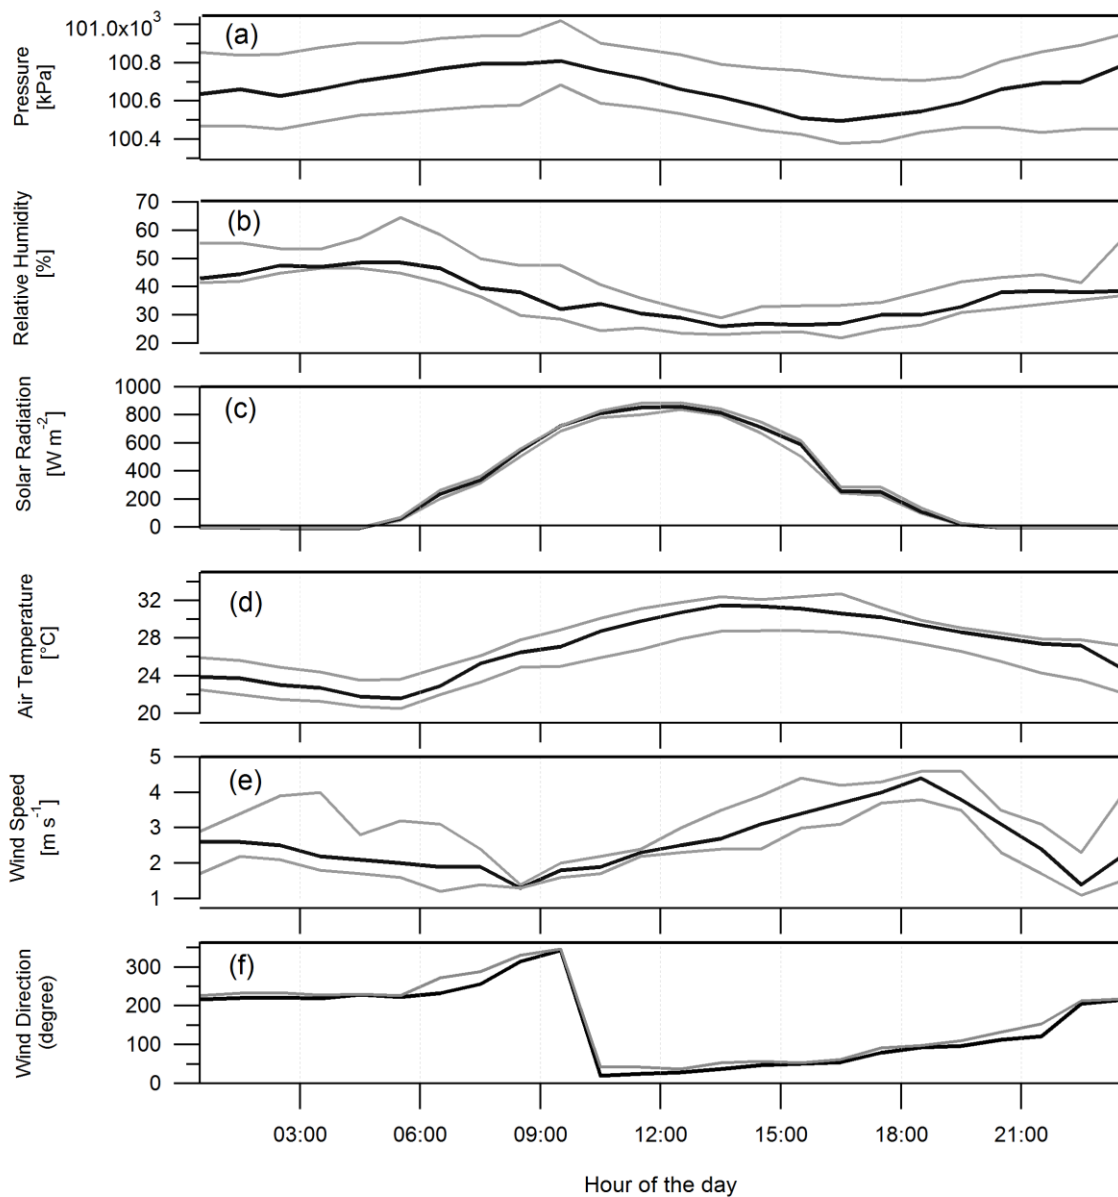 101.0x10³
100.8
100.6
100.4
Pressure
[kPa]
(a)
70
60
50
40
30
20
Relative Humidity
[%]
(b)
1000
800
600
400
200
0
Solar Radiation
[W m⁻²]
(c)
32
28
24
20
Air Temperature
[°C]
(d)
5
4
3
2
1
Wind Speed
[m s⁻¹]
(e)
300
200
100
0
Wind Direction
(degree)
(f)
03:00 06:00 09:00 12:00 15:00 18:00 21:00
Hour of the day